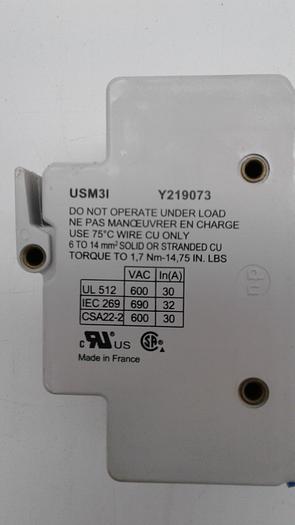 USM3I Y219073
DO NOT OPERATE UNDER LOAD
NE PAS MANŒUVRER EN CHARGE
USE 75°C WIRE CU ONLY
6 TO 14 mm² SOLID OR STRANDED CU
TORQUE TO 1,7 Nm-14,75 IN. LBS
VAC In(A)
UL 512 600 30
IEC 269 690 32
CSA22-2 600 30
c UL US SA
Made in France